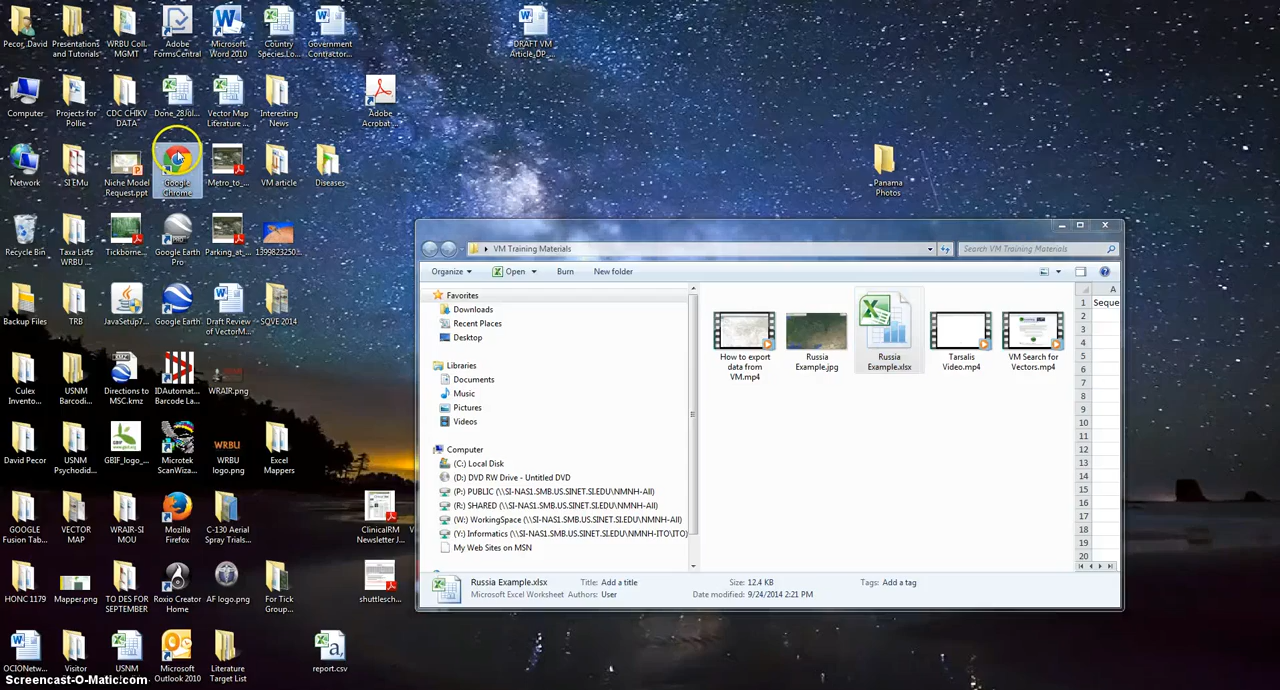 Pecor, David
Presentations
and Tutorials
WRBU Coll.
MGMT
Adobe
FormsCentral
Microsoft
Word 2010
Country
Species Lo...
Government
Contractor...
DRAFT VM
Article_DP_...
Computer
Projects for
Pollie
CDC CHIKV
DATA
Done_28Jul...
Vector Map
Literature ...
Interesting
News
Adobe
Acrobat...
Network
SI EMu
Niche Model
Request.ppt
Google
Chrome
Metro_to_...
VM article
Diseases
Panama
Photos
Recycle Bin
Taxa Lists
WRBU ...
Tickborne...
Google Earth
Pro
Parking_at_...
1399823250...
Backup Files
TRB
JavaSetup7...
Google Earth
Draft Review
of VectorM...
SOVE 2014
Culex
Invento...
USNM
Barcodi...
Directions to
MSC.kmz
IDAutomat...
Barcode La...
WRAIR.png
David Pecor
USNM
Psychodid...
GBIF_logo_...
Microtek
ScanWiza...
WRBU
WRBU
logo.png
Excel
Mappers
GOOGLE
Fusion Tab...
VECTOR
MAP
WRAIR-SI
MOU
Mozilla
Firefox
C-130 Aerial
Spray Trials...
ClinicalRM
Newsletter J...
HONC 1179
Mapper.png
TO DES FOR
SEPTEMBER
Roxio Creator
Home
AF logo.png
For Tick
Group...
shuttlesch...
OCIONetw...
Visitor
USNM
Microsoft
Outlook 2010
Literature
Target List
report.csv
VM Training Materials
Search VM Training Materials
Organize
Open
Burn
New folder
Favorites
Downloads
Recent Places
Desktop
Libraries
Documents
Music
Pictures
Videos
Computer
(C:) Local Disk
(D:) DVD RW Drive - Untitled DVD
(P:) PUBLIC (\\SI-NAS1.SMB.US.SINET.SI.EDU\NMNH-All)
(R:) SHARED (\\SI-NAS1.SMB.US.SINET.SI.EDU\NMNH-All)
(W:) WorkingSpace (\\SI-NAS1.SMB.US.SINET.SI.EDU\NMNH-All)
(Y:) Informatics (\\SI-NAS1.SMB.US.SINET.SI.EDU\NMNH-ITO\ITO)
My Web Sites on MSN
How to export
data from
VM.mp4
Russia
Example.jpg
Russia
Example.xlsx
Tarsalis
Video.mp4
VM Search for
Vectors.mp4
A
1 Seque
2
3
4
5
6
7
8
9
10
11
12
13
14
15
16
17
18
19
20
Russia Example.xlsx
Title: Add a title
Size: 12.4 KB
Tags: Add a tag
Microsoft Excel Worksheet
Authors: User
Date modified: 9/24/2014 2:21 PM
Screencast-O-Matic.com